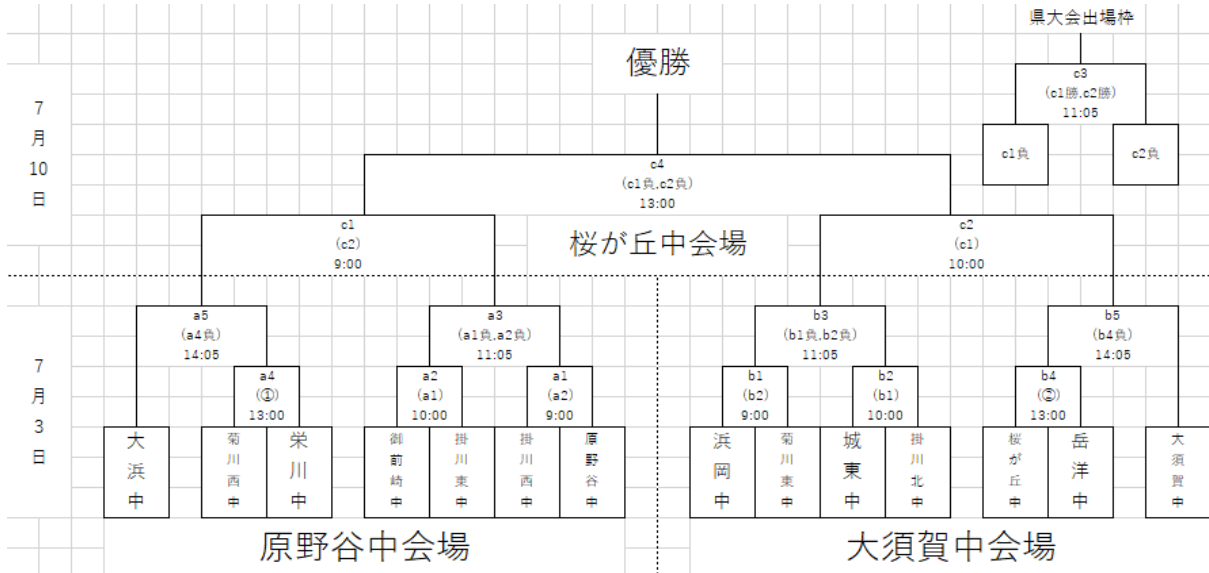 県大会出場枠
優勝
c3
(c1勝,c2勝)
11:05
7
月
10
日
c1負
c2負
c4
(c1負,c2負)
13:00
c1
(c2)
9:00
桜が丘中会場
c2
(c1)
10:00
a5
(a4負)
14:05
a3
(a1負,a2負)
11:05
b3
(b1負,b2負)
11:05
b5
(b4負)
14:05
7
月
3
日
a4
(①)
13:00
a2
(a1)
10:00
a1
(a2)
9:00
b1
(b2)
9:00
b2
(b1)
10:00
b4
(②)
13:00
大浜中
菊川西中
栄川中
御前崎中
掛川東中
掛川西中
原野谷中
浜岡中
菊川東中
城東中
掛川北中
桜が丘中
岳洋中
大須賀中
原野谷中会場
大須賀中会場